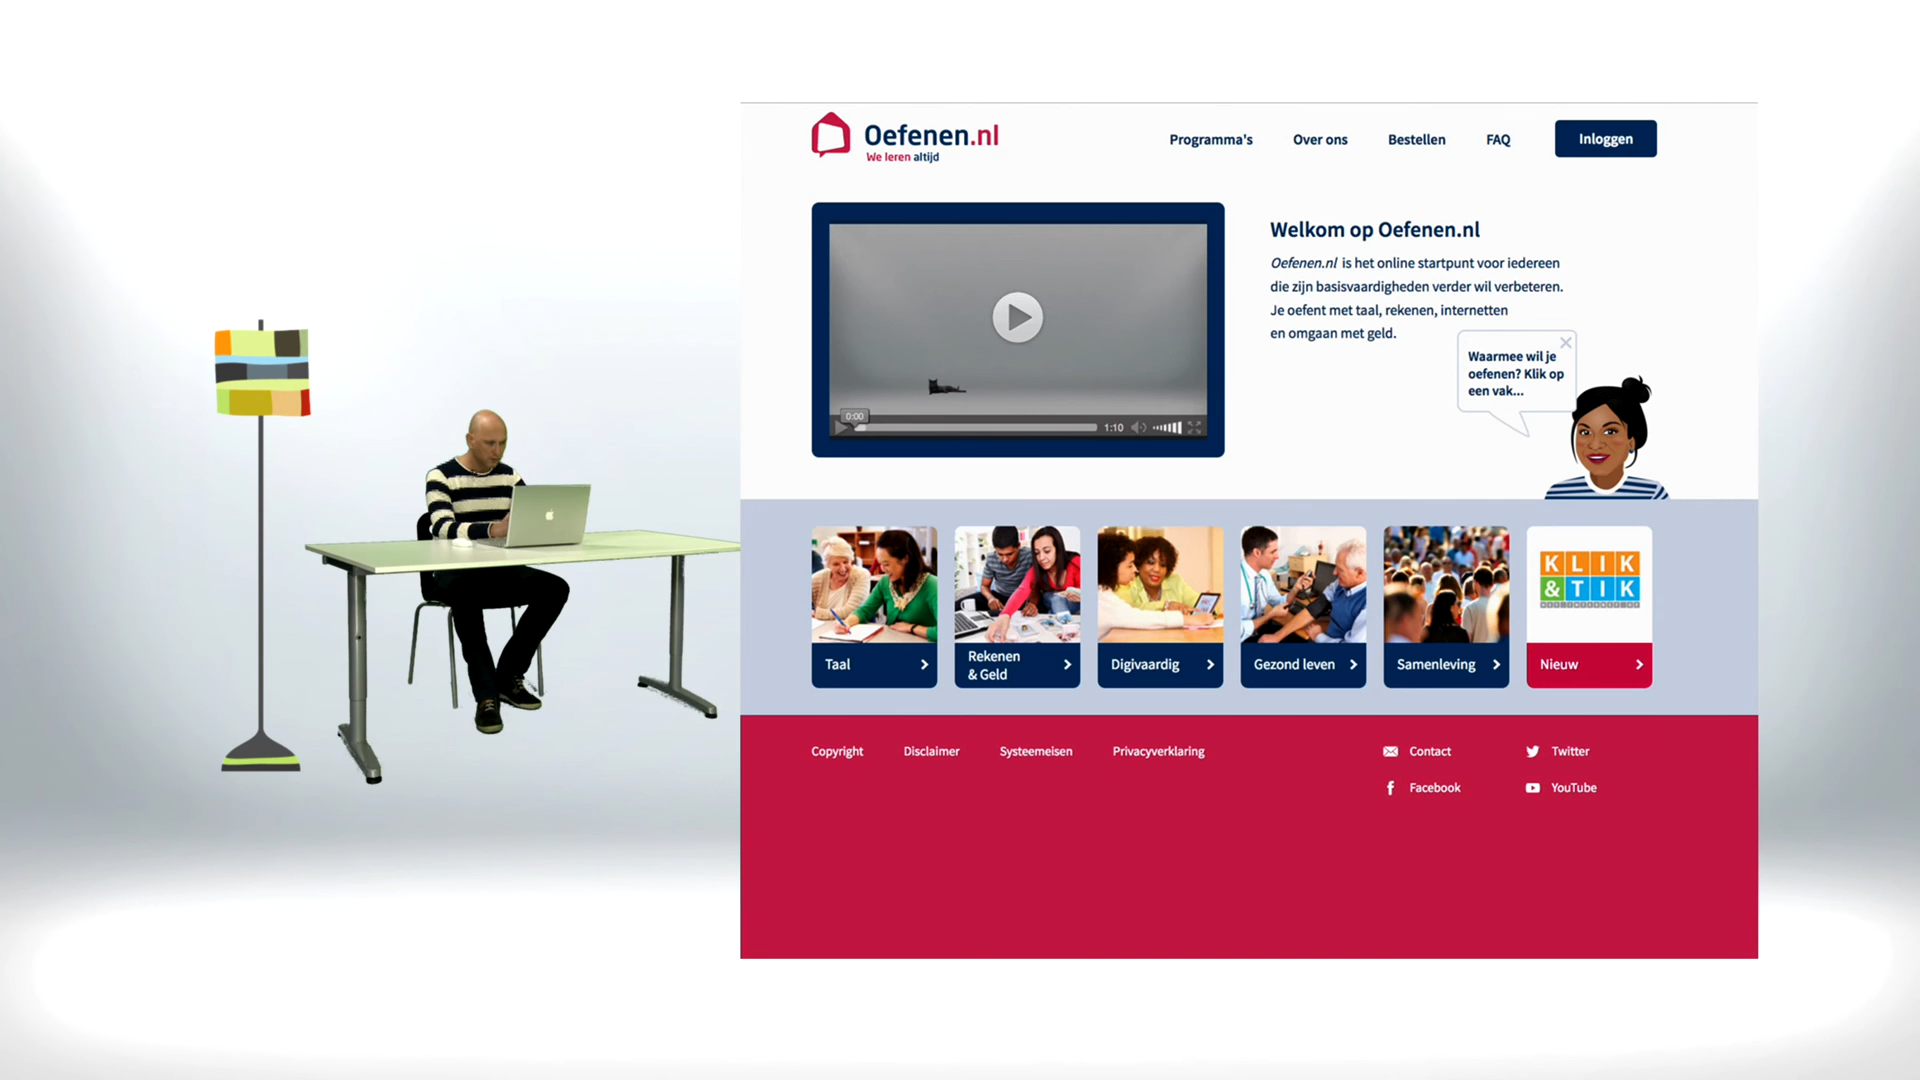 Oefenen.nl
We leren altijd
Programma's
Over ons
Bestellen
FAQ
Inloggen
Welkom op Oefenen.nl
Oefenen.nl is het online startpunt voor iedereen
die zijn basisvaardigheden verder wil verbeteren.
Je oefent met taal, rekenen, internetten
en omgaan met geld.
Waarmee wil je
oefenen? Klik op
een vak...
0:00
1:10
KLIK
& TIK
Taal
Rekenen
& Geld
Digivaardig
Gezond leven
Samenleving
Nieuw
Copyright
Disclaimer
Systeemeisen
Privacyverklaring
Contact
Twitter
Facebook
YouTube